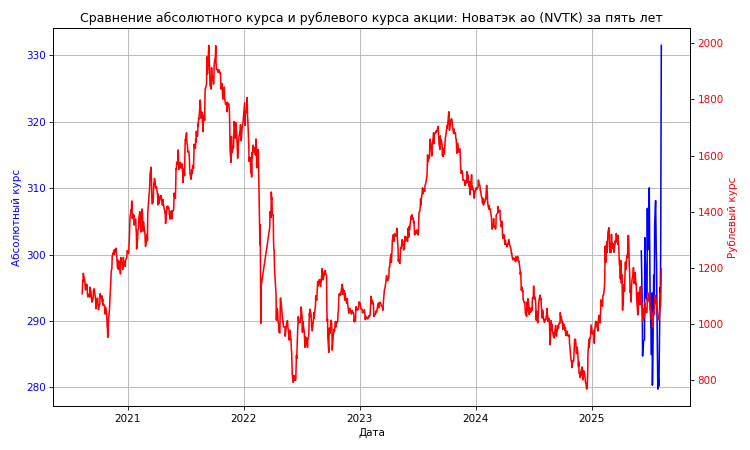 Сравнение абсолютного курса и рублевого курса акции: Новатэк ао (NVTK) за пять лет
330
320
310
300
290
280
Абсолютный курс
2000
1800
1600
1400
1200
1000
800
Рублевый курс
2021 2022 2023 2024 2025
Дата